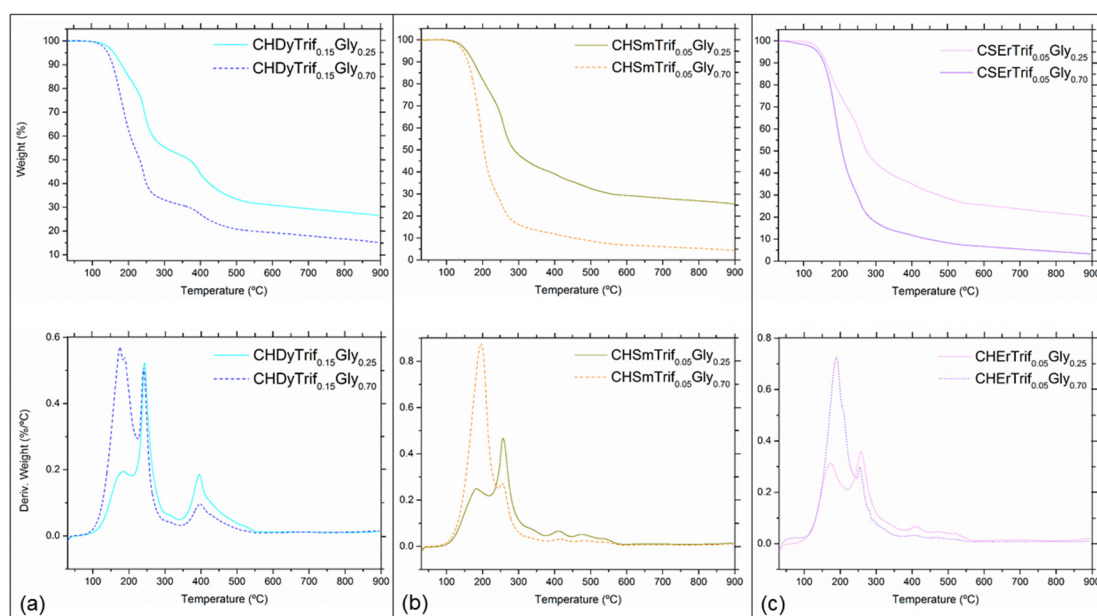 CHDyTrif0.15Gly0.25
CHDyTrif0.15Gly0.70
Weight (%)
100
90
80
70
60
50
40
30
20
10
100 200 300 400 500 600 700 800 900
Temperature (ºC)
CHSmTrif0.05Gly0.25
CHSmTrif0.05Gly0.70
100
90
80
70
60
50
40
30
20
10
0
100 200 300 400 500 600 700 800 900
Temperature (ºC)
CSErTrif0.05Gly0.25
CSErTrif0.05Gly0.70
100
90
80
70
60
50
40
30
20
10
0
100 200 300 400 500 600 700 800 900
Temperature (ºC)
CHDyTrif0.15Gly0.25
CHDyTrif0.15Gly0.70
Deriv. Weight (%/ºC)
0.6
0.4
0.2
0.0
100 200 300 400 500 600 700 800 900
Temperature (ºC)
(a)
CHSmTrif0.05Gly0.25
CHSmTrif0.05Gly0.70
0.8
0.6
0.4
0.2
0.0
100 200 300 400 500 600 700 800 900
Temperature (ºC)
(b)
CHErTrif0.05Gly0.25
CHErTrif0.05Gly0.70
0.8
0.6
0.4
0.2
0.0
100 200 300 400 500 600 700 800 900
Temperature (ºC)
(c)